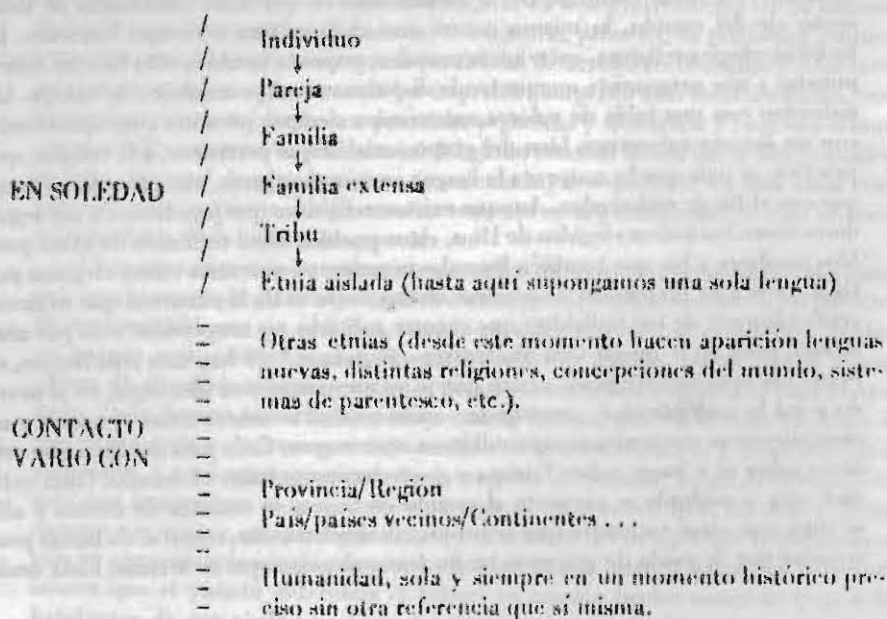 Individuo
↓
Pareja
↓
Familia
↓
EN SOLEDAD
Familia extensa
↓
Tribu
↓
Etnia aislada (hasta aquí supongamos una sola lengua)
Otras etnias (desde este momento hacen aparición lenguas
nuevas, distintas religiones, concepciones del mundo, siste-
mas de parentesco, etc.).
CONTACTO
VARIO CON
Provincia/Región
País/países vecinos/Continentes . . .
Humanidad, sola y siempre en un momento histórico pre-
ciso sin otra referencia que sí misma.